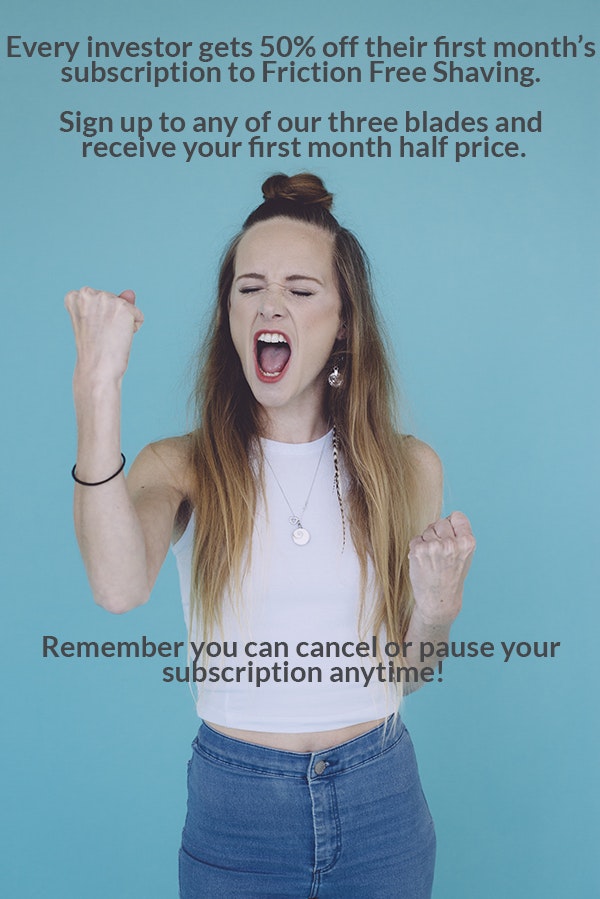 Every investor gets 50% off their first month’s
subscription to Friction Free Shaving.
Sign up to any of our three blades and
receive your first month half price.
Remember you can cancel or pause your
subscription anytime!